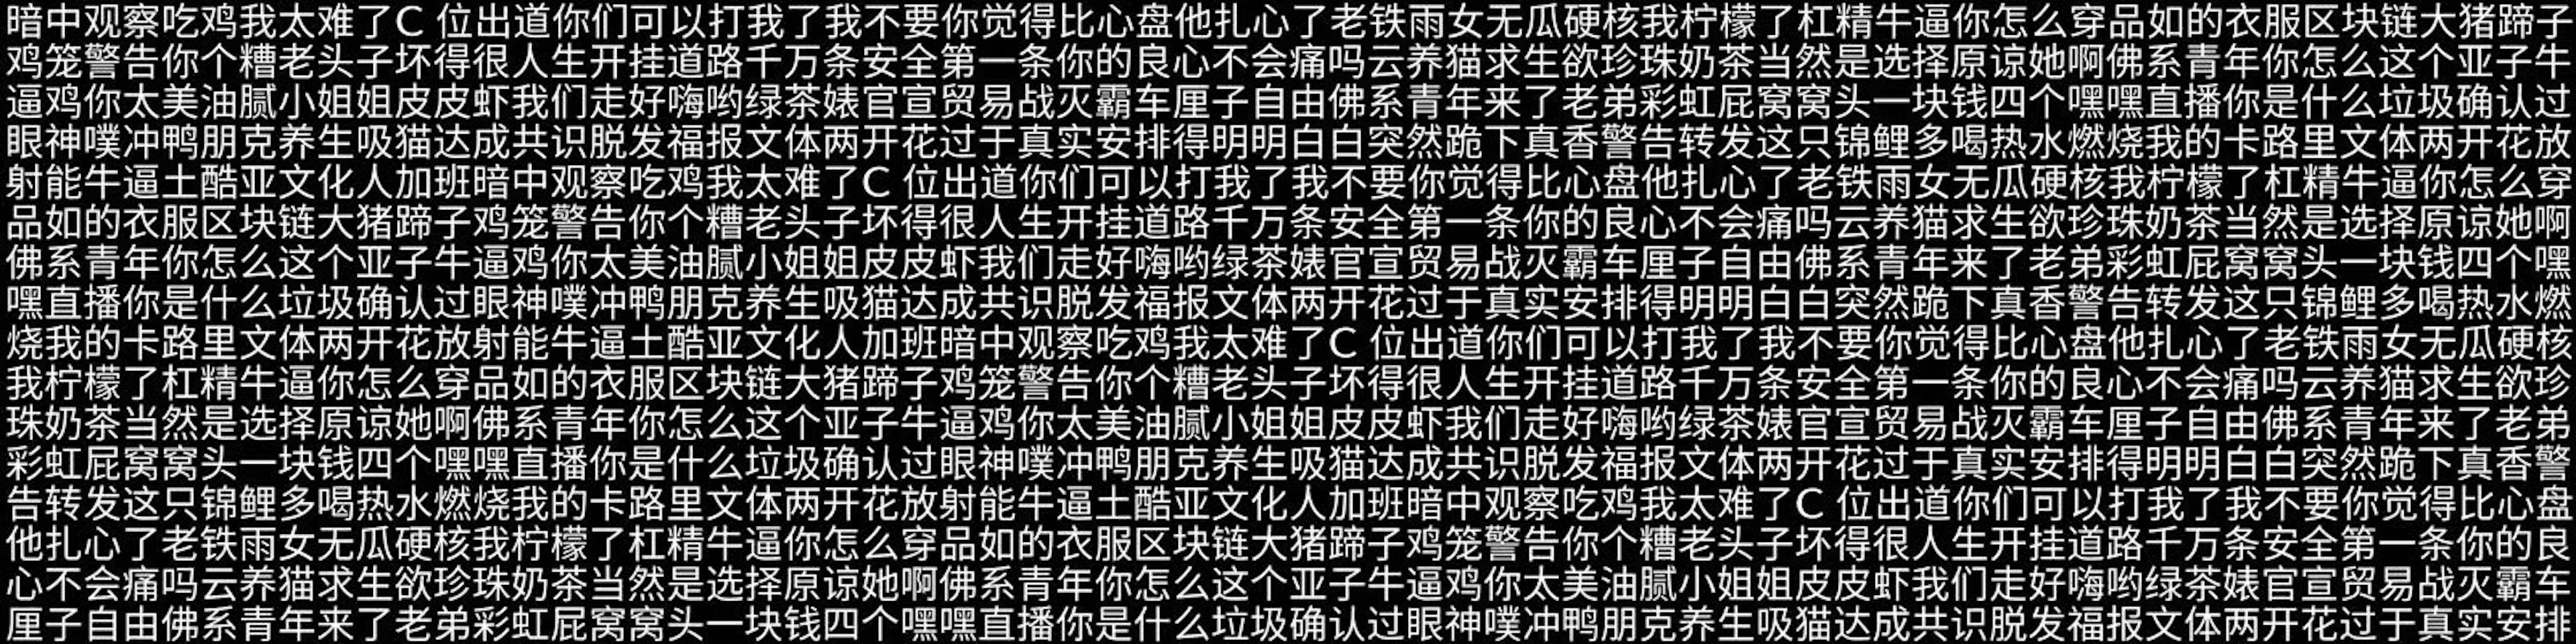 暗中观察吃鸡我太难了C 位出道你们可以打我了我不要你觉得比心盘他扎心了老铁雨女无瓜硬核我柠檬了杠精牛逼你怎么穿品如的衣服区块链大猪蹄子
鸡笼警告你个糟老头子坏得很人生开挂道路千万条安全第一条你的良心不会痛吗云养猫求生欲珍珠奶茶当然是选择原谅她啊佛系青年你怎么这个亚子牛
逼鸡你太美油腻小姐姐皮皮虾我们走好嗨哟绿茶婊官宣贸易战灭霸车厘子自由佛系青年来了老弟彩虹屁窝窝头一块钱四个嘿嘿直播你是什么垃圾确认过
眼神噗冲鸭朋克养生吸猫达成共识脱发福报文体两开花过于真实安排得明明白白突然跪下真香警告转发这只锦鲤多喝热水燃烧我的卡路里文体两开花放
射能牛逼土酷亚文化人加班暗中观察吃鸡我太难了C 位出道你们可以打我了我不要你觉得比心盘他扎心了老铁雨女无瓜硬核我柠檬了杠精牛逼你怎么穿
品如的衣服区块链大猪蹄子鸡笼警告你个糟老头子坏得很人生开挂道路千万条安全第一条你的良心不会痛吗云养猫求生欲珍珠奶茶当然是选择原谅她啊
佛系青年你怎么这个亚子牛逼鸡你太美油腻小姐姐皮皮虾我们走好嗨哟绿茶婊官宣贸易战灭霸车厘子自由佛系青年来了老弟彩虹屁窝窝头一块钱四个嘿
嘿直播你是什么垃圾确认过眼神噗冲鸭朋克养生吸猫达成共识脱发福报文体两开花过于真实安排得明明白白突然跪下真香警告转发这只锦鲤多喝热水燃
烧我的卡路里文体两开花放射能牛逼土酷亚文化人加班暗中观察吃鸡我太难了C 位出道你们可以打我了我不要你觉得比心盘他扎心了老铁雨女无瓜硬核
我柠檬了杠精牛逼你怎么穿品如的衣服区块链大猪蹄子鸡笼警告你个糟老头子坏得很人生开挂道路千万条安全第一条你的良心不会痛吗云养猫求生欲珍
珠奶茶当然是选择原谅她啊佛系青年你怎么这个亚子牛逼鸡你太美油腻小姐姐皮皮虾我们走好嗨哟绿茶婊官宣贸易战灭霸车厘子自由佛系青年来了老弟
彩虹屁窝窝头一块钱四个嘿嘿直播你是什么垃圾确认过眼神噗冲鸭朋克养生吸猫达成共识脱发福报文体两开花过于真实安排得明明白白突然跪下真香警
告转发这只锦鲤多喝热水燃烧我的卡路里文体两开花放射能牛逼土酷亚文化人加班暗中观察吃鸡我太难了C 位出道你们可以打我了我不要你觉得比心盘
他扎心了老铁雨女无瓜硬核我柠檬了杠精牛逼你怎么穿品如的衣服区块链大猪蹄子鸡笼警告你个糟老头子坏得很人生开挂道路千万条安全第一条你的良
心不会痛吗云养猫求生欲珍珠奶茶当然是选择原谅她啊佛系青年你怎么这个亚子牛逼鸡你太美油腻小姐姐皮皮虾我们走好嗨哟绿茶婊官宣贸易战灭霸车
厘子自由佛系青年来了老弟彩虹屁窝窝头一块钱四个嘿嘿直播你是什么垃圾确认过眼神噗冲鸭朋克养生吸猫达成共识脱发福报文体两开花过于真实安排